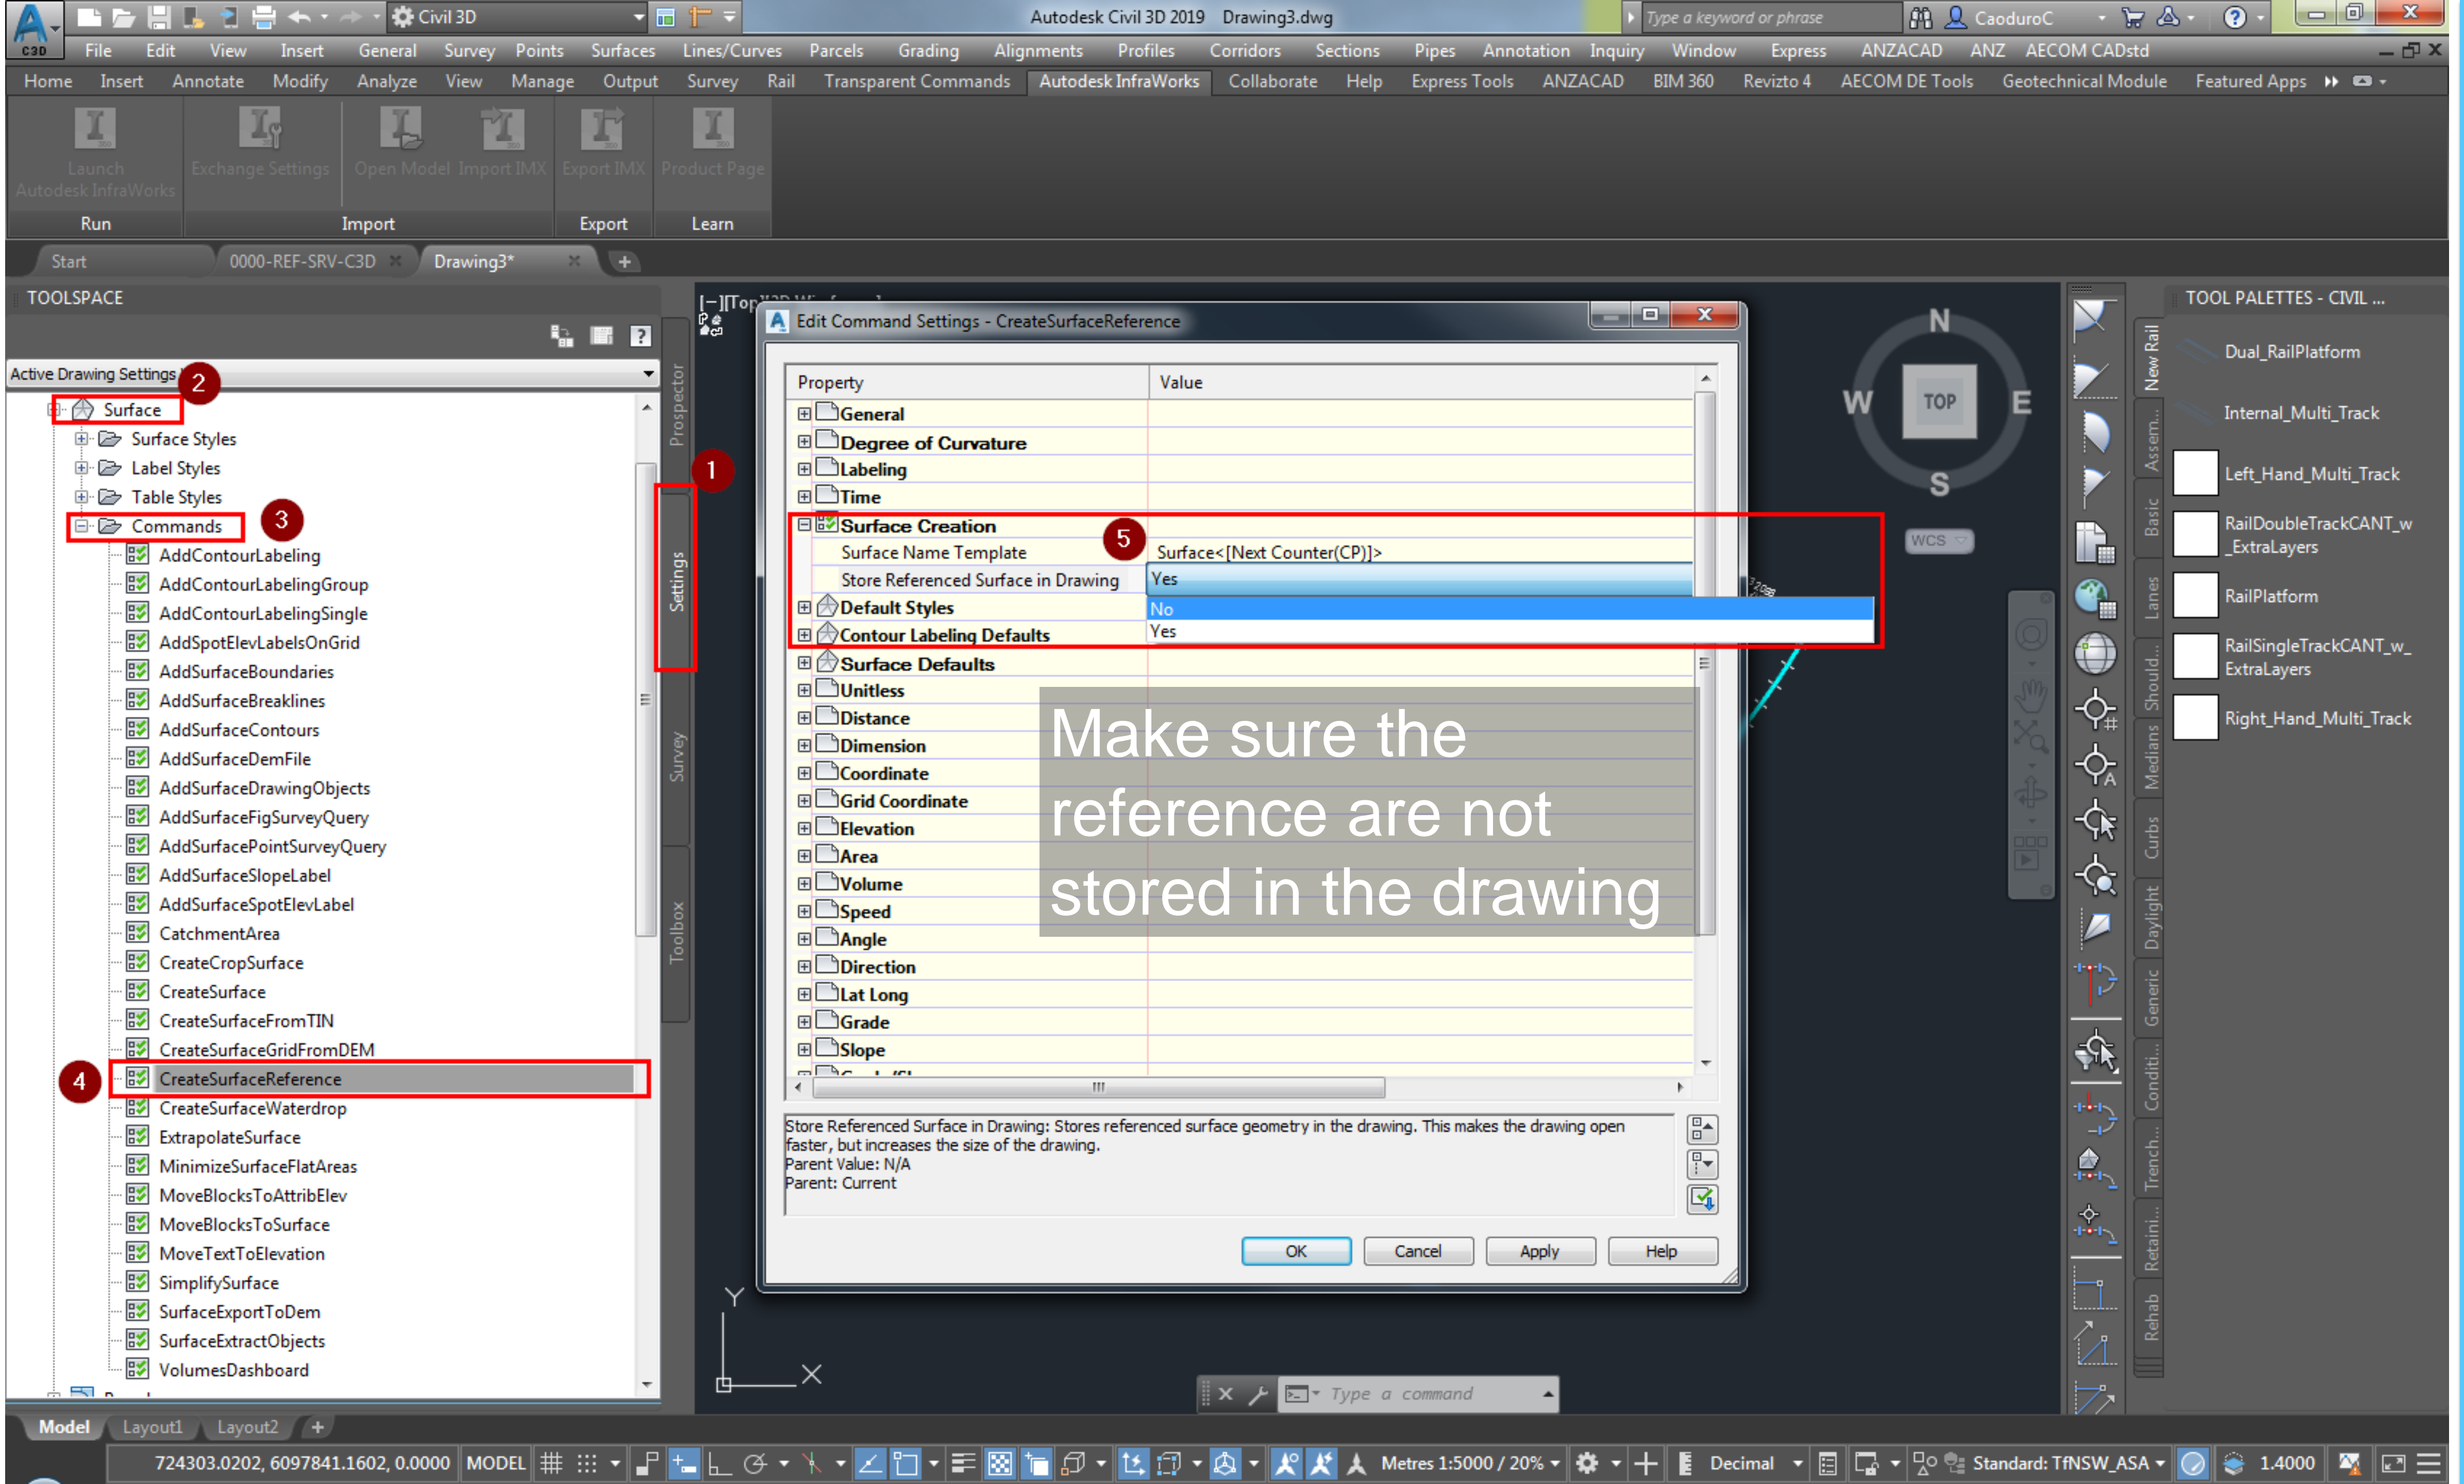 Civil 3D
Autodesk Civil 3D 2019 Drawing3.dwg
Type a keyword or phrase
CaoduroC
C3D
File Edit View Insert General Survey Points Surfaces Lines/Curves Parcels Grading Alignments Profiles Corridors Sections Pipes Annotation Inquiry Window Express ANZACAD ANZ AECOM CADstd
Home Insert Annotate Modify Analyze View Manage Output Survey Rail Transparent Commands Autodesk InfraWorks Collaborate Help Express Tools ANZACAD BIM 360 Revizto 4 AECOM DE Tools Geotechnical Module Featured Apps
Launch
Autodesk InfraWorks
Exchange Settings
Open Model
Import IMX
Export IMX
Product Page
Run Import Export Learn
Start 0000-REF-SRV-C3D Drawing3*
TOOLSPACE
Active Drawing Settings
2
Surface
Surface Styles
Label Styles
Table Styles
Commands
3
AddContourLabeling
AddContourLabelingGroup
AddContourLabelingSingle
AddSpotElevLabelsOnGrid
AddSurfaceBoundaries
AddSurfaceBreaklines
AddSurfaceContours
AddSurfaceDemFile
AddSurfaceDrawingObjects
AddSurfaceFigSurveyQuery
AddSurfacePointSurveyQuery
AddSurfaceSlopeLabel
AddSurfaceSpotElevLabel
CatchmentArea
CreateCropSurface
CreateSurface
CreateSurfaceFromTIN
CreateSurfaceGridFromDEM
4
CreateSurfaceReference
CreateSurfaceWaterdrop
ExtrapolateSurface
MinimizeSurfaceFlatAreas
MoveBlocksToAttribElev
MoveBlocksToSurface
MoveTextToElevation
SimplifySurface
SurfaceExportToDem
SurfaceExtractObjects
VolumesDashboard
Prospector
1
Settings
Survey
Toolbox
Edit Command Settings - CreateSurfaceReference
Property Value
General
Degree of Curvature
Labeling
Time
Surface Creation
5
Surface Name Template Surface<[Next Counter(CP)]>
Store Referenced Surface in Drawing Yes
Default Styles
No
Contour Labeling Defaults
Yes
Surface Defaults
Unitless
Distance
Dimension
Coordinate
Grid Coordinate
Elevation
Area
Volume
Speed
Angle
Direction
Lat Long
Grade
Slope
Make sure the
reference are not
stored in the drawing
Store Referenced Surface in Drawing: Stores referenced surface geometry in the drawing. This makes the drawing open
faster, but increases the size of the drawing.
Parent Value: N/A
Parent: Current
OK Cancel Apply Help
N
W TOP E
S
WCS
Y
X
Type a command
TOOL PALETTES - CIVIL ...
New Rail
Assem...
Basic
Lanes
Should...
Medians
Curbs
Daylight
Generic
Conditi...
Trench...
Retaini...
Rehab
Dual_RailPlatform
Internal_Multi_Track
Left_Hand_Multi_Track
RailDoubleTrackCANT_w
_ExtraLayers
RailPlatform
RailSingleTrackCANT_w_
ExtraLayers
Right_Hand_Multi_Track
Model Layout1 Layout2
724303.0202, 6097841.1602, 0.0000 MODEL
Metres 1:5000 / 20%
Decimal
Standard: TfNSW_ASA
1.4000